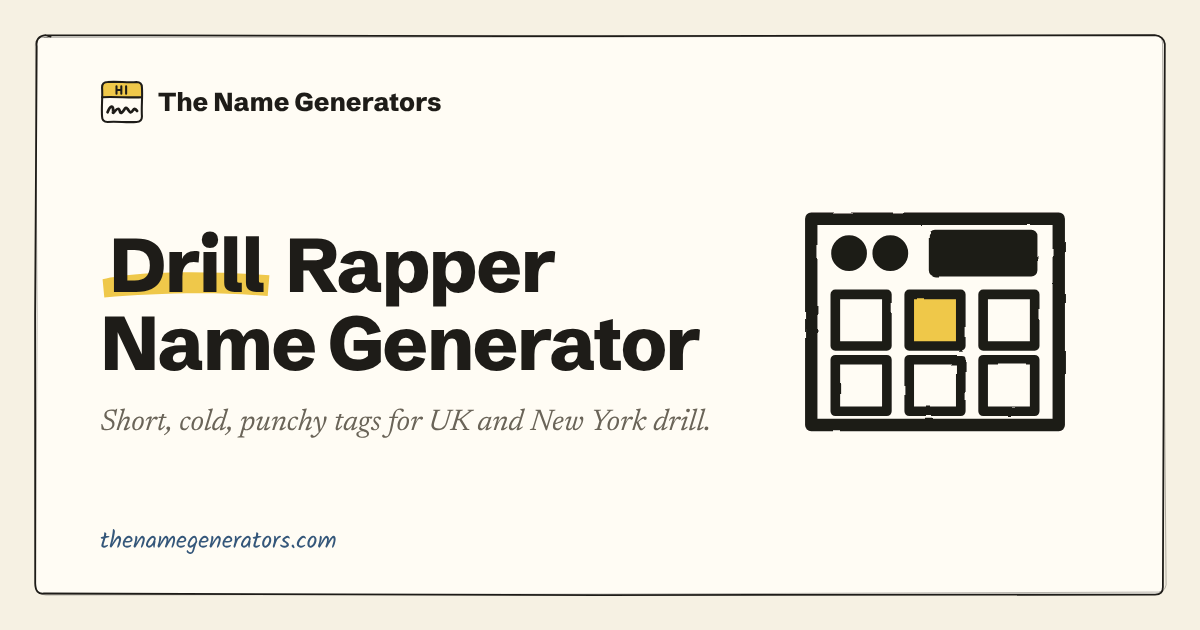 HI
The Name Generators
Drill Rapper
Name Generator
Short, cold, punchy tags for UK and New York drill.
thenamegenerators.com